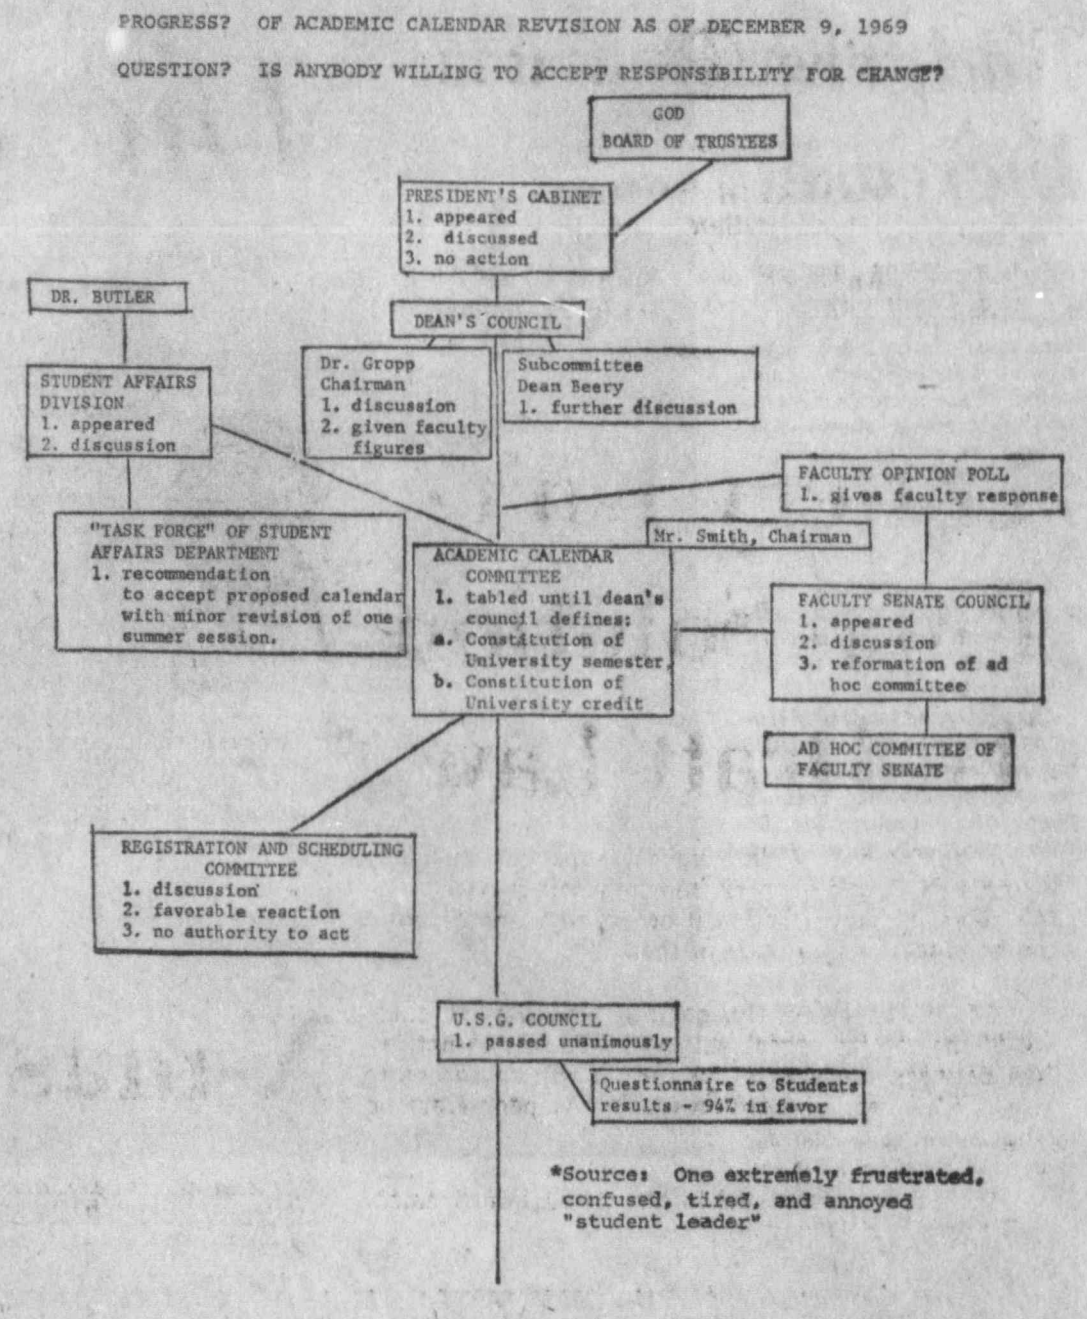 PROGRESS? OF ACADEMIC CALENDAR REVISION AS OF DECEMBER 9, 1969
QUESTION? IS ANYBODY WILLING TO ACCEPT RESPONSIBILITY FOR CHANGE?
GOD
BOARD OF TRUSTEES
PRESIDENT'S CABINET
1. appeared
2. discussed
3. no action
DR. BUTLER
DEAN'S COUNCIL
Dr. Gropp
Chairman
1. discussion
2. given faculty
figures
Subcommittee
Dean Beery
1. further discussion
STUDENT AFFAIRS
DIVISION
1. appeared
2. discussion
FACULTY OPINION POLL
1. gives faculty response
"TASK FORCE" OF STUDENT
AFFAIRS DEPARTMENT
1. recommendation
to accept proposed calendar
with minor revision of one
summer session.
Mr. Smith, Chairman
ACADEMIC CALENDAR
COMMITTEE
1. tabled until dean's
council defines:
a. Constitution of
University semester.
b. Constitution of
University credit
FACULTY SENATE COUNCIL
1. appeared
2. discussion
3. reformation of ad
hoc committee
AD HOC COMMITTEE OF
FACULTY SENATE
REGISTRATION AND SCHEDULING
COMMITTEE
1. discussion
2. favorable reaction
3. no authority to act
U.S.G. COUNCIL
1. passed unanimously
Questionnaire to Students
results - 94% in favor
*Source: One extremely frustrated,
confused, tired, and annoyed
"student leader"